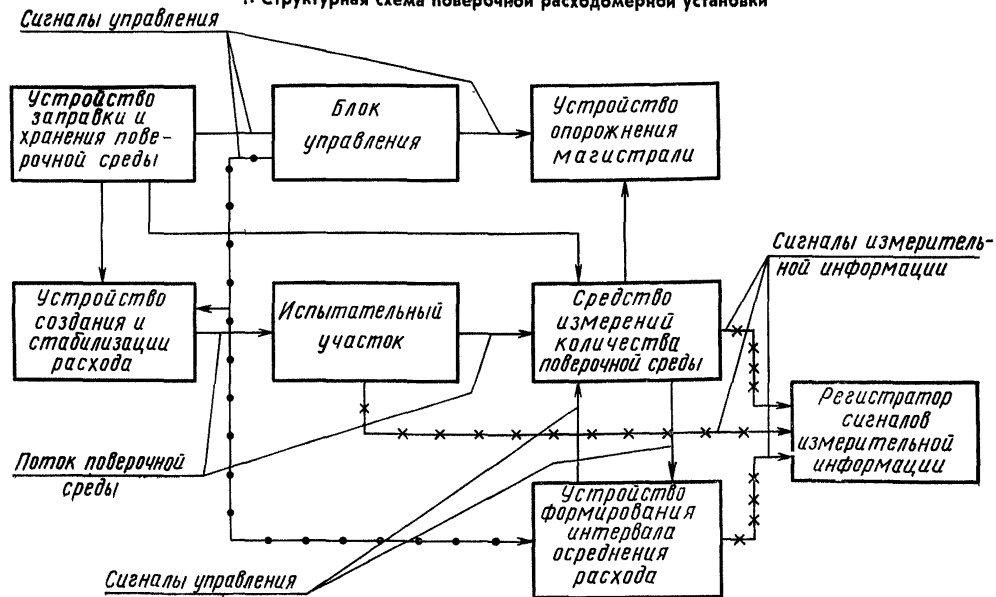 1. Структурная схема поверочной расходомерной установки
Сигналы управления
Устройство
заправки и
хранения пове-
рочной среды
Блок
управления
Устройство
опорожнения
магистрали
Сигналы измеритель-
ной информации
Устройство
создания и
стабилизации
расхода
Испытательный
участок
Средство
измерений
количества
поверочной среды
Регистратор
сигналов
измерительной
информации
Поток поверочной
среды
Устройство
формирования
интервала
осреднения
расхода
Сигналы управления